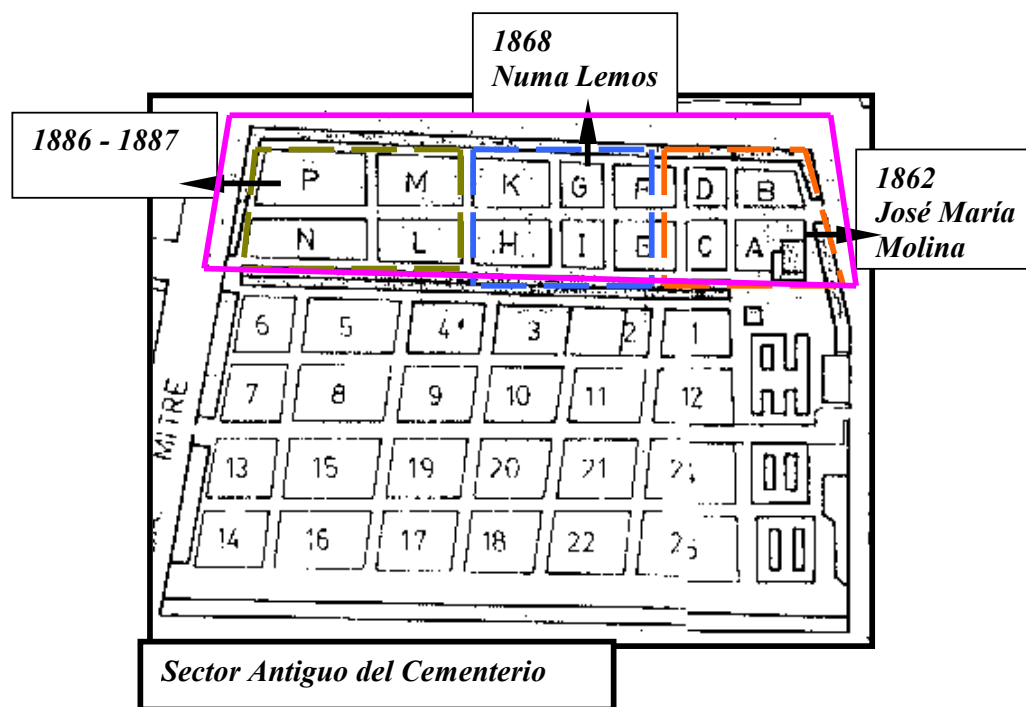 1868
Numa Lemos
1886 - 1887
1862
José María
Molina
P M K G F D B
N L H I C A
6 5 4 3 2 1
7 8 9 10 11 12
13 15 19 20 21
14 16 17 18 22
MITRE
Sector Antiguo del Cementerio